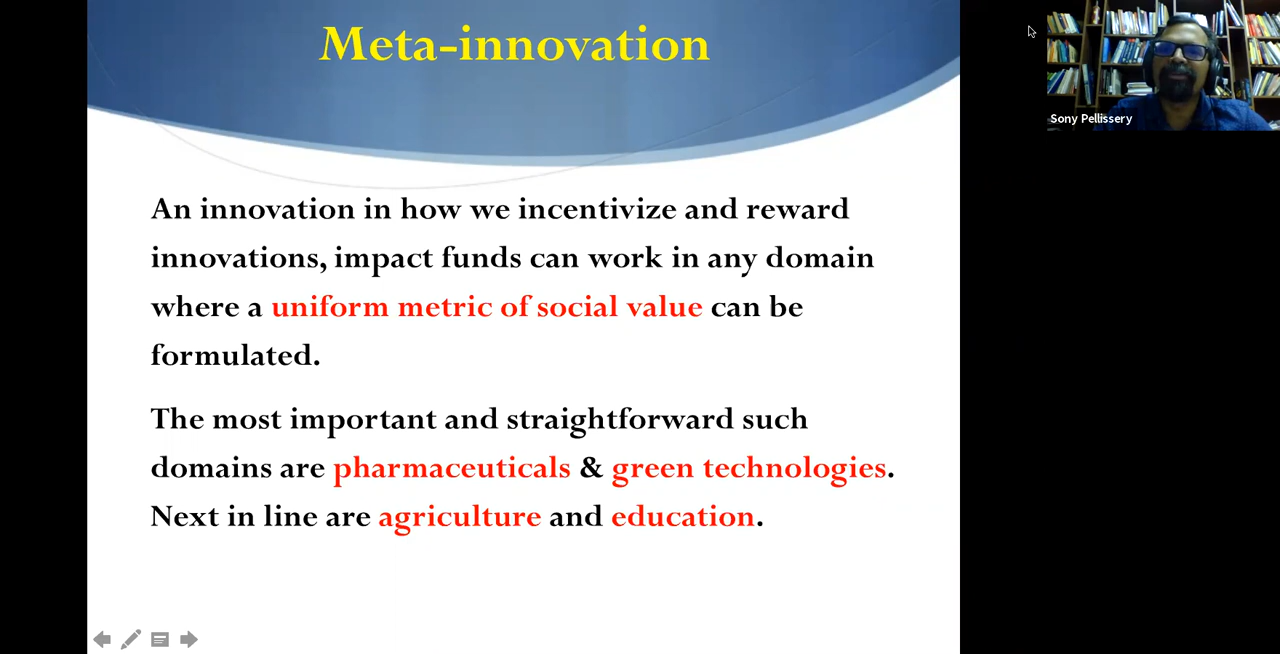 Meta-innovation
An innovation in how we incentivize and reward
innovations, impact funds can work in any domain
where a uniform metric of social value can be
formulated.
The most important and straightforward such
domains are pharmaceuticals & green technologies.
Next in line are agriculture and education.
Sony Pellissery